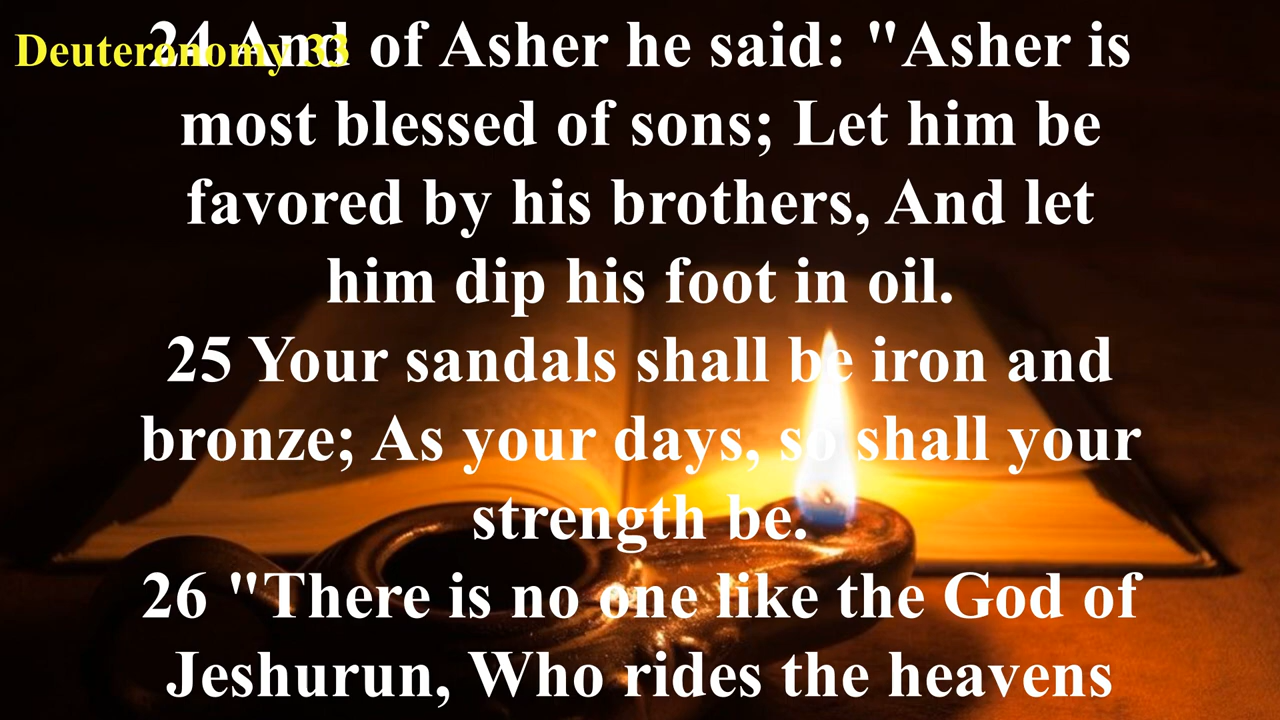 Deuteronomy 33
24 And of Asher he said: "Asher is
most blessed of sons; Let him be
favored by his brothers, And let
him dip his foot in oil.
25 Your sandals shall be iron and
bronze; As your days, so shall your
strength be.
26 "There is no one like the God of
Jeshurun, Who rides the heavens